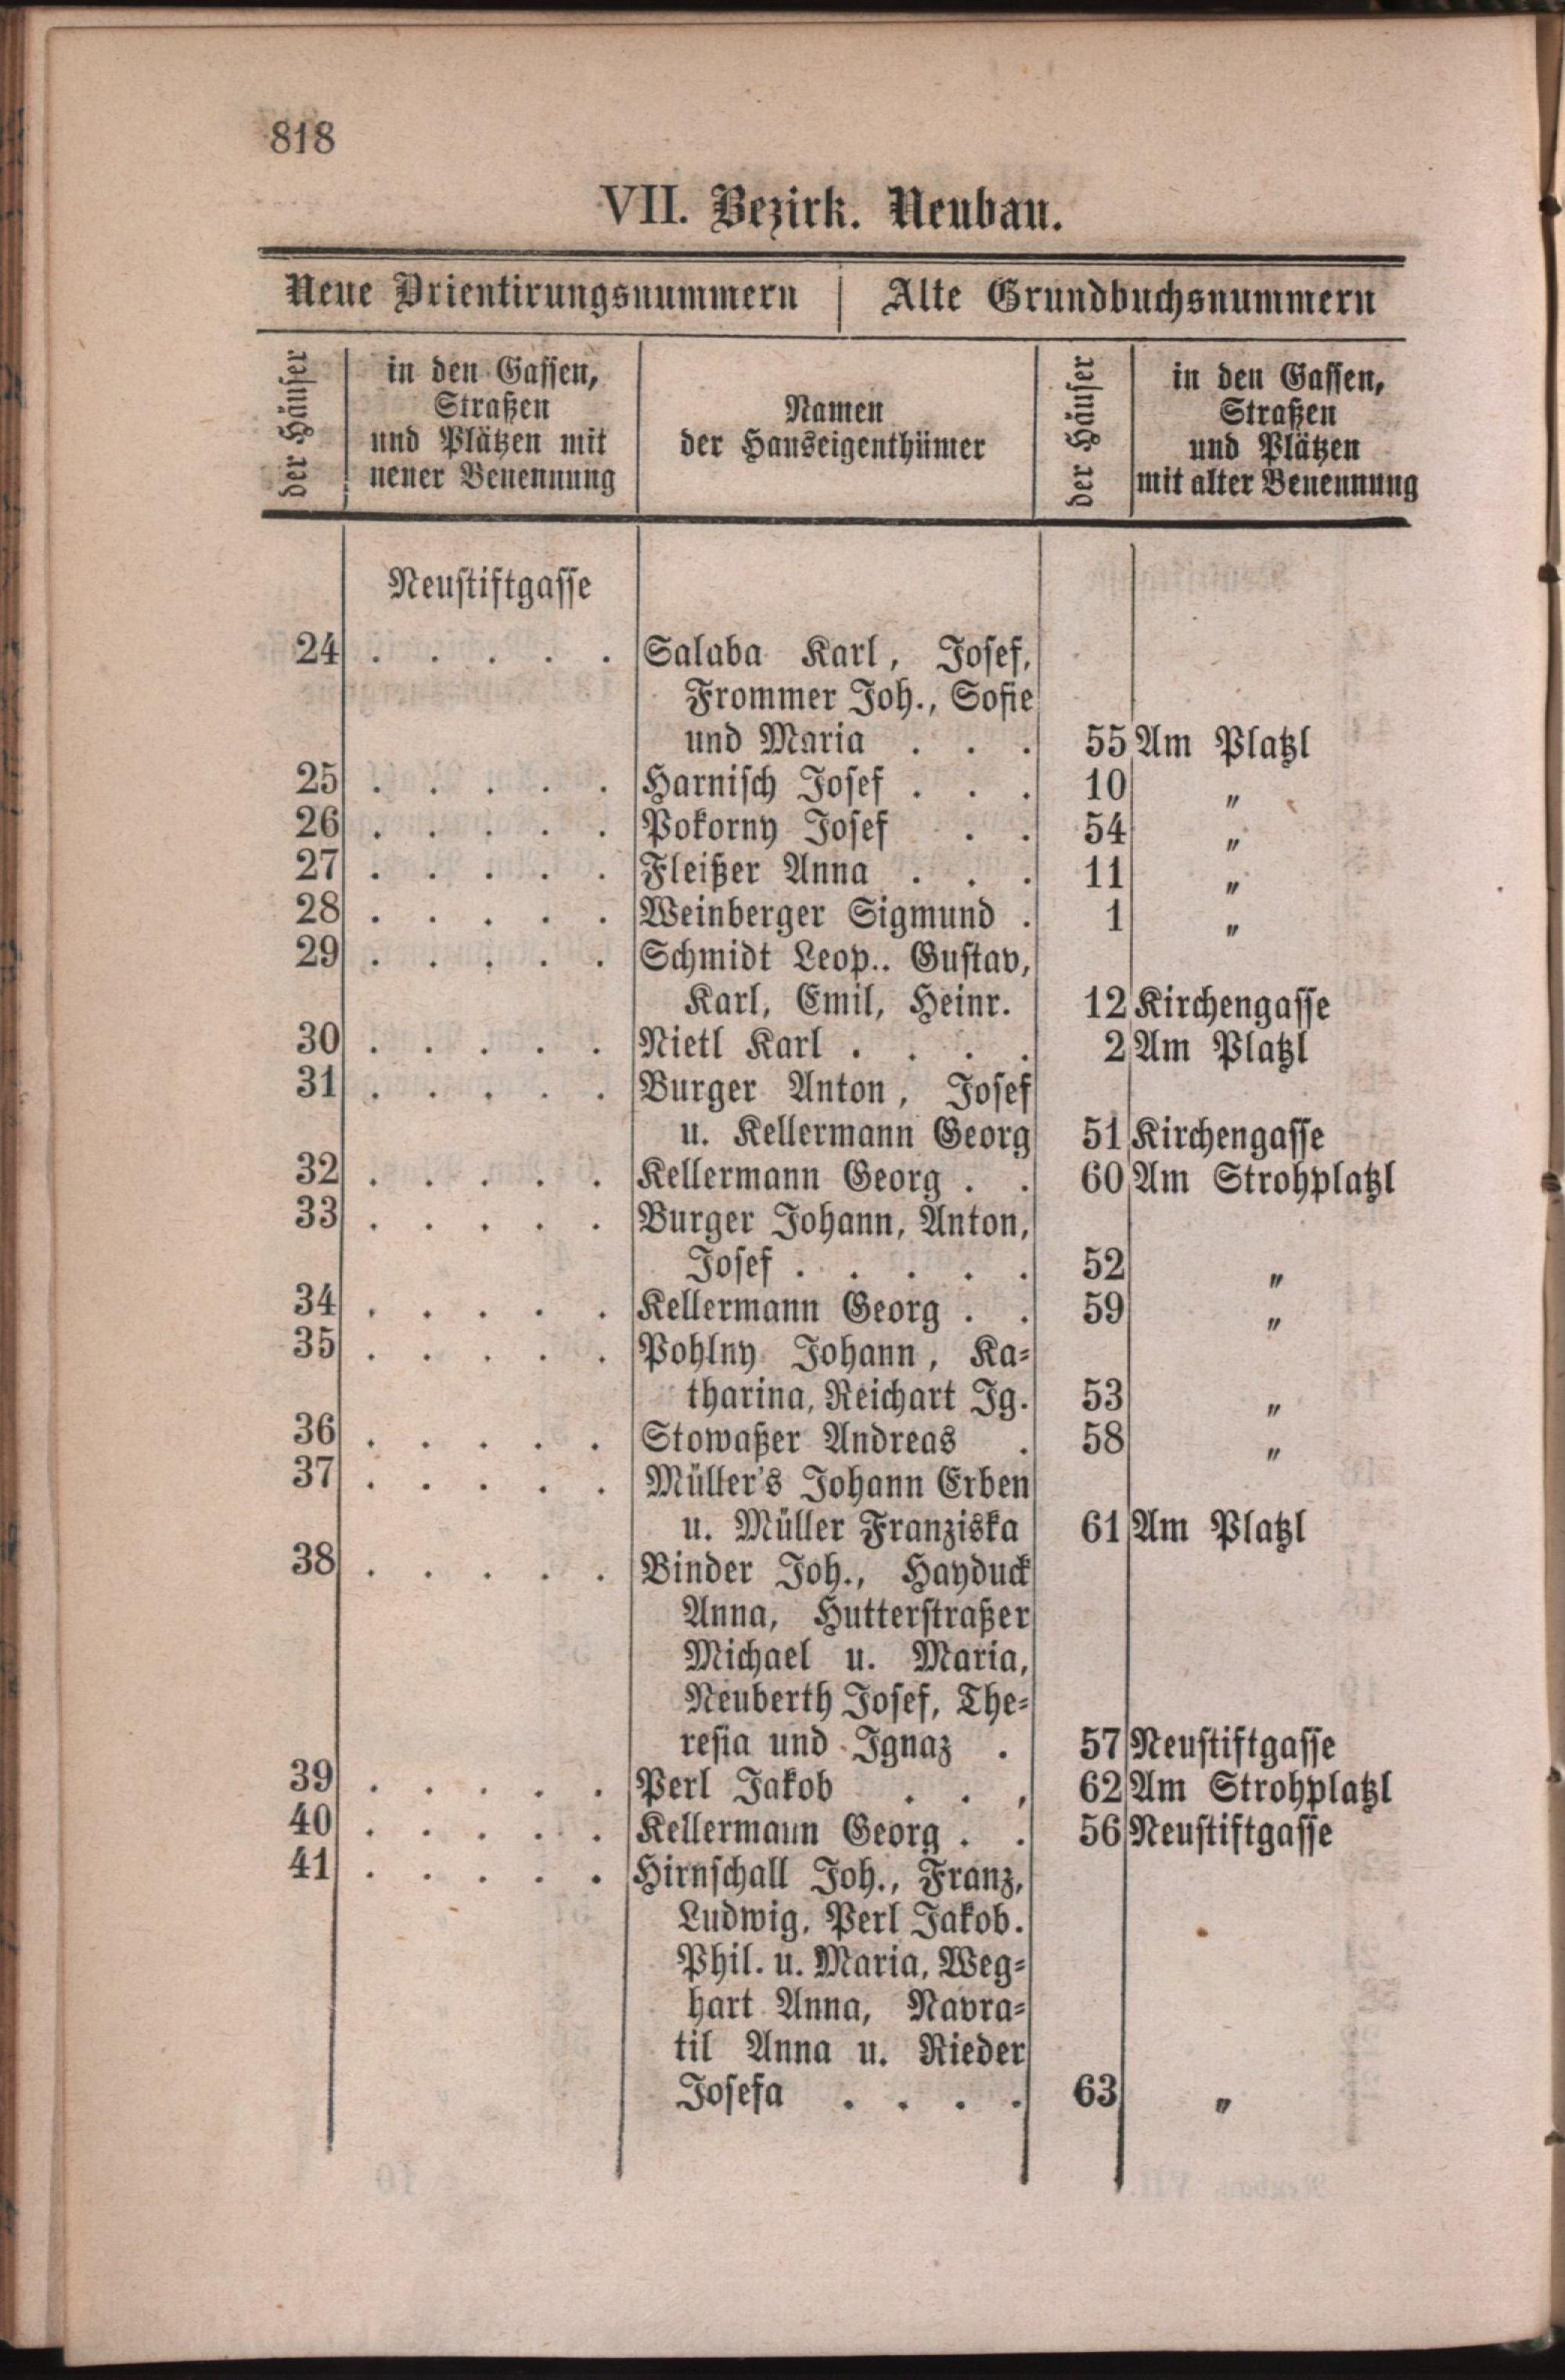 818
VII. Bezirk. Neubau.
Neue Orientirungsnummern | Alte Grundbuchsnummern
der Häuser
in den Gassen,
Straßen
und Plätzen mit
neuer Benennung
Namen
der Hauseigenthümer
der Häuser
in den Gassen,
Straßen
und Plätzen
mit alter Benennung
Neustiftgasse
24 . . . . . Salaba Karl, Josef,
Frommer Joh., Sofie
und Maria . . . 55 Am Platzl
25 . . . . . Harnisch Josef . . . 10 "
26 . . . . . Pokorny Josef . . 54 "
27 . . . . . Fleißer Anna . . . 11 "
28 . . . . . Weinberger Sigmund . 1 "
29 . . . . . Schmidt Leop.. Gustav,
Karl, Emil, Heinr. 12 Kirchengasse
30 . . . . . Nietl Karl . . . . 2 Am Platzl
31 . . . . . Burger Anton, Josef
u. Kellermann Georg 51 Kirchengasse
32 . . . . . Kellermann Georg . . 60 Am Strohplatzl
33 . . . . . Burger Johann, Anton,
Josef . . . . . 52 "
34 . . . . . Kellermann Georg . . 59 "
35 . . . . . Pohlny Johann, Ka-
tharina, Reichart Ig. 53 "
36 . . . . . Stowaßer Andreas . 58 "
37 . . . . . Müller's Johann Erben
u. Müller Franziska 61 Am Platzl
38 . . . . . Binder Joh., Hayduck
Anna, Hutterstraßer
Michael u. Maria,
Neuberth Josef, The-
resia und Ignaz . 57 Neustiftgasse
39 . . . . . Perl Jakob . . , 62 Am Strohplatzl
40 . . . . . Kellermann Georg . . 56 Neustiftgasse
41 . . . . . Hirnschall Joh., Franz,
Ludwig, Perl Jakob.
Phil. u. Maria, Weg-
hart Anna, Navra-
til Anna u. Rieder
Josefa . . . . 63 "